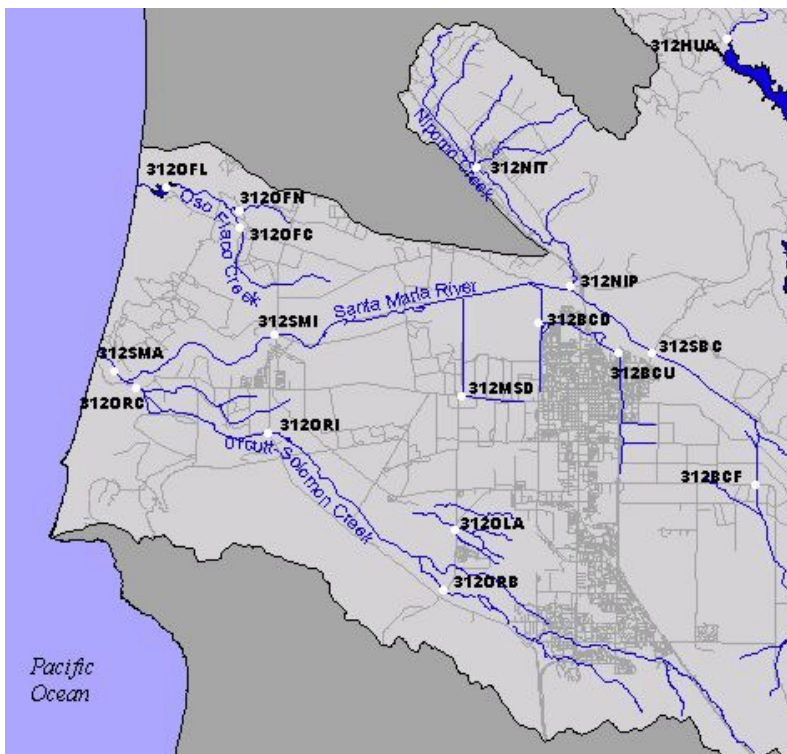 312HUA
Nipomo Creek
312NIT
312OFL
312OFN
Oso Flaco Creek
312OFC
312NIP
Santa Maria River
312SMI
312BCD
312SMA
312BCU
312SBC
312ORC
312MSD
312ORI
Orcutt-Solomon Creek
312BCF
312OLA
312ORB
Pacific
Ocean